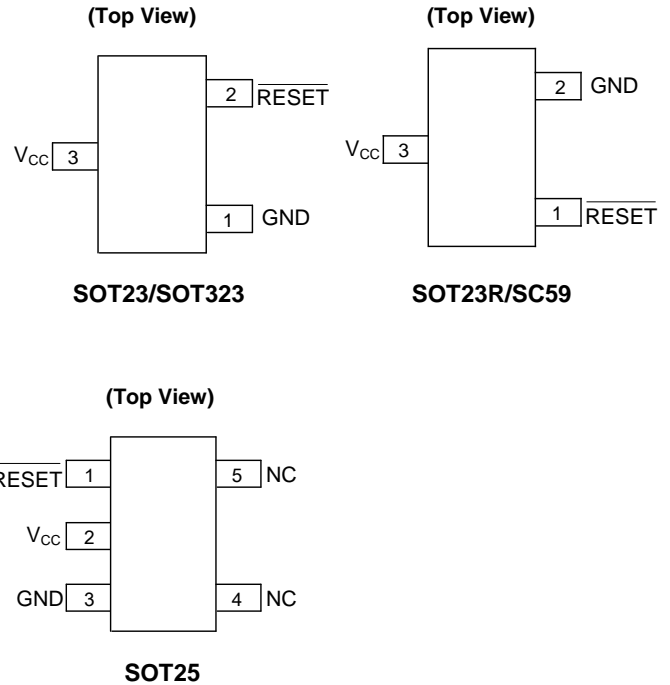 (Top View)
2 RESET
VCC 3
1 GND
SOT23/SOT323
(Top View)
2 GND
VCC 3
1 RESET
SOT23R/SC59
(Top View)
RESET 1
5 NC
VCC 2
GND 3
4 NC
SOT25